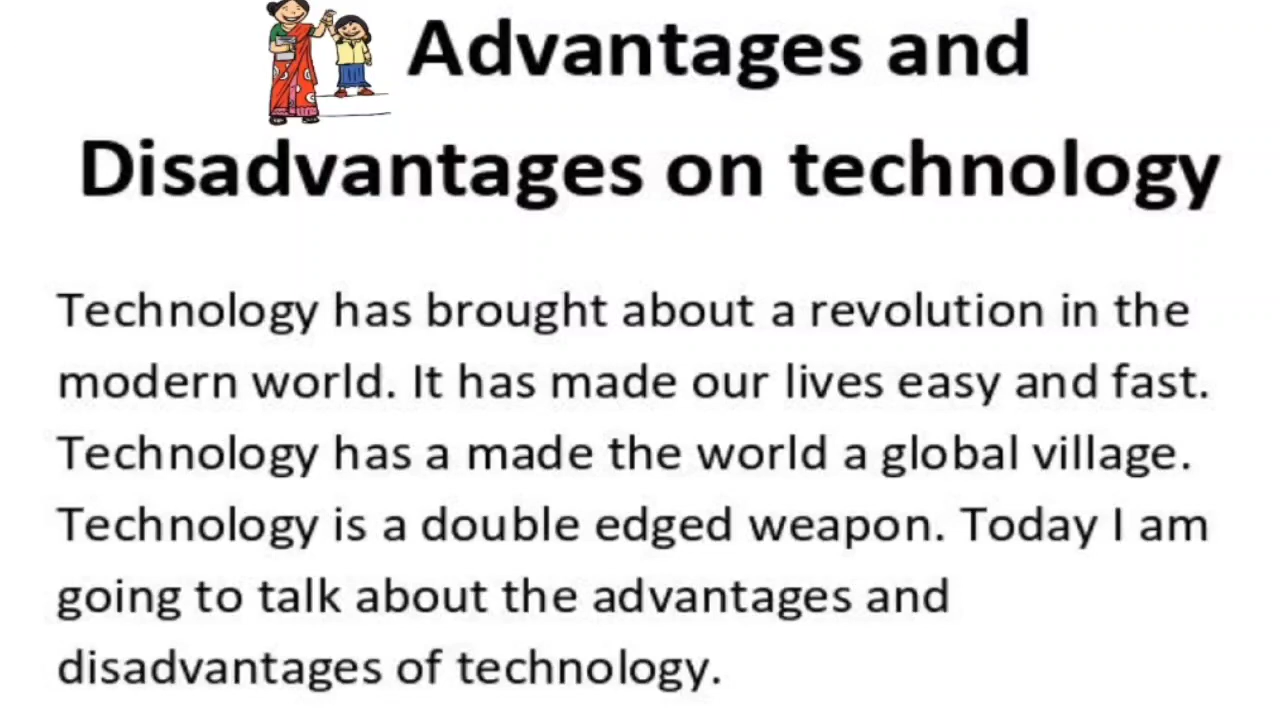 Advantages and
Disadvantages on technology
Technology has brought about a revolution in the
modern world. It has made our lives easy and fast.
Technology has a made the world a global village.
Technology is a double edged weapon. Today I am
going to talk about the advantages and
disadvantages of technology.